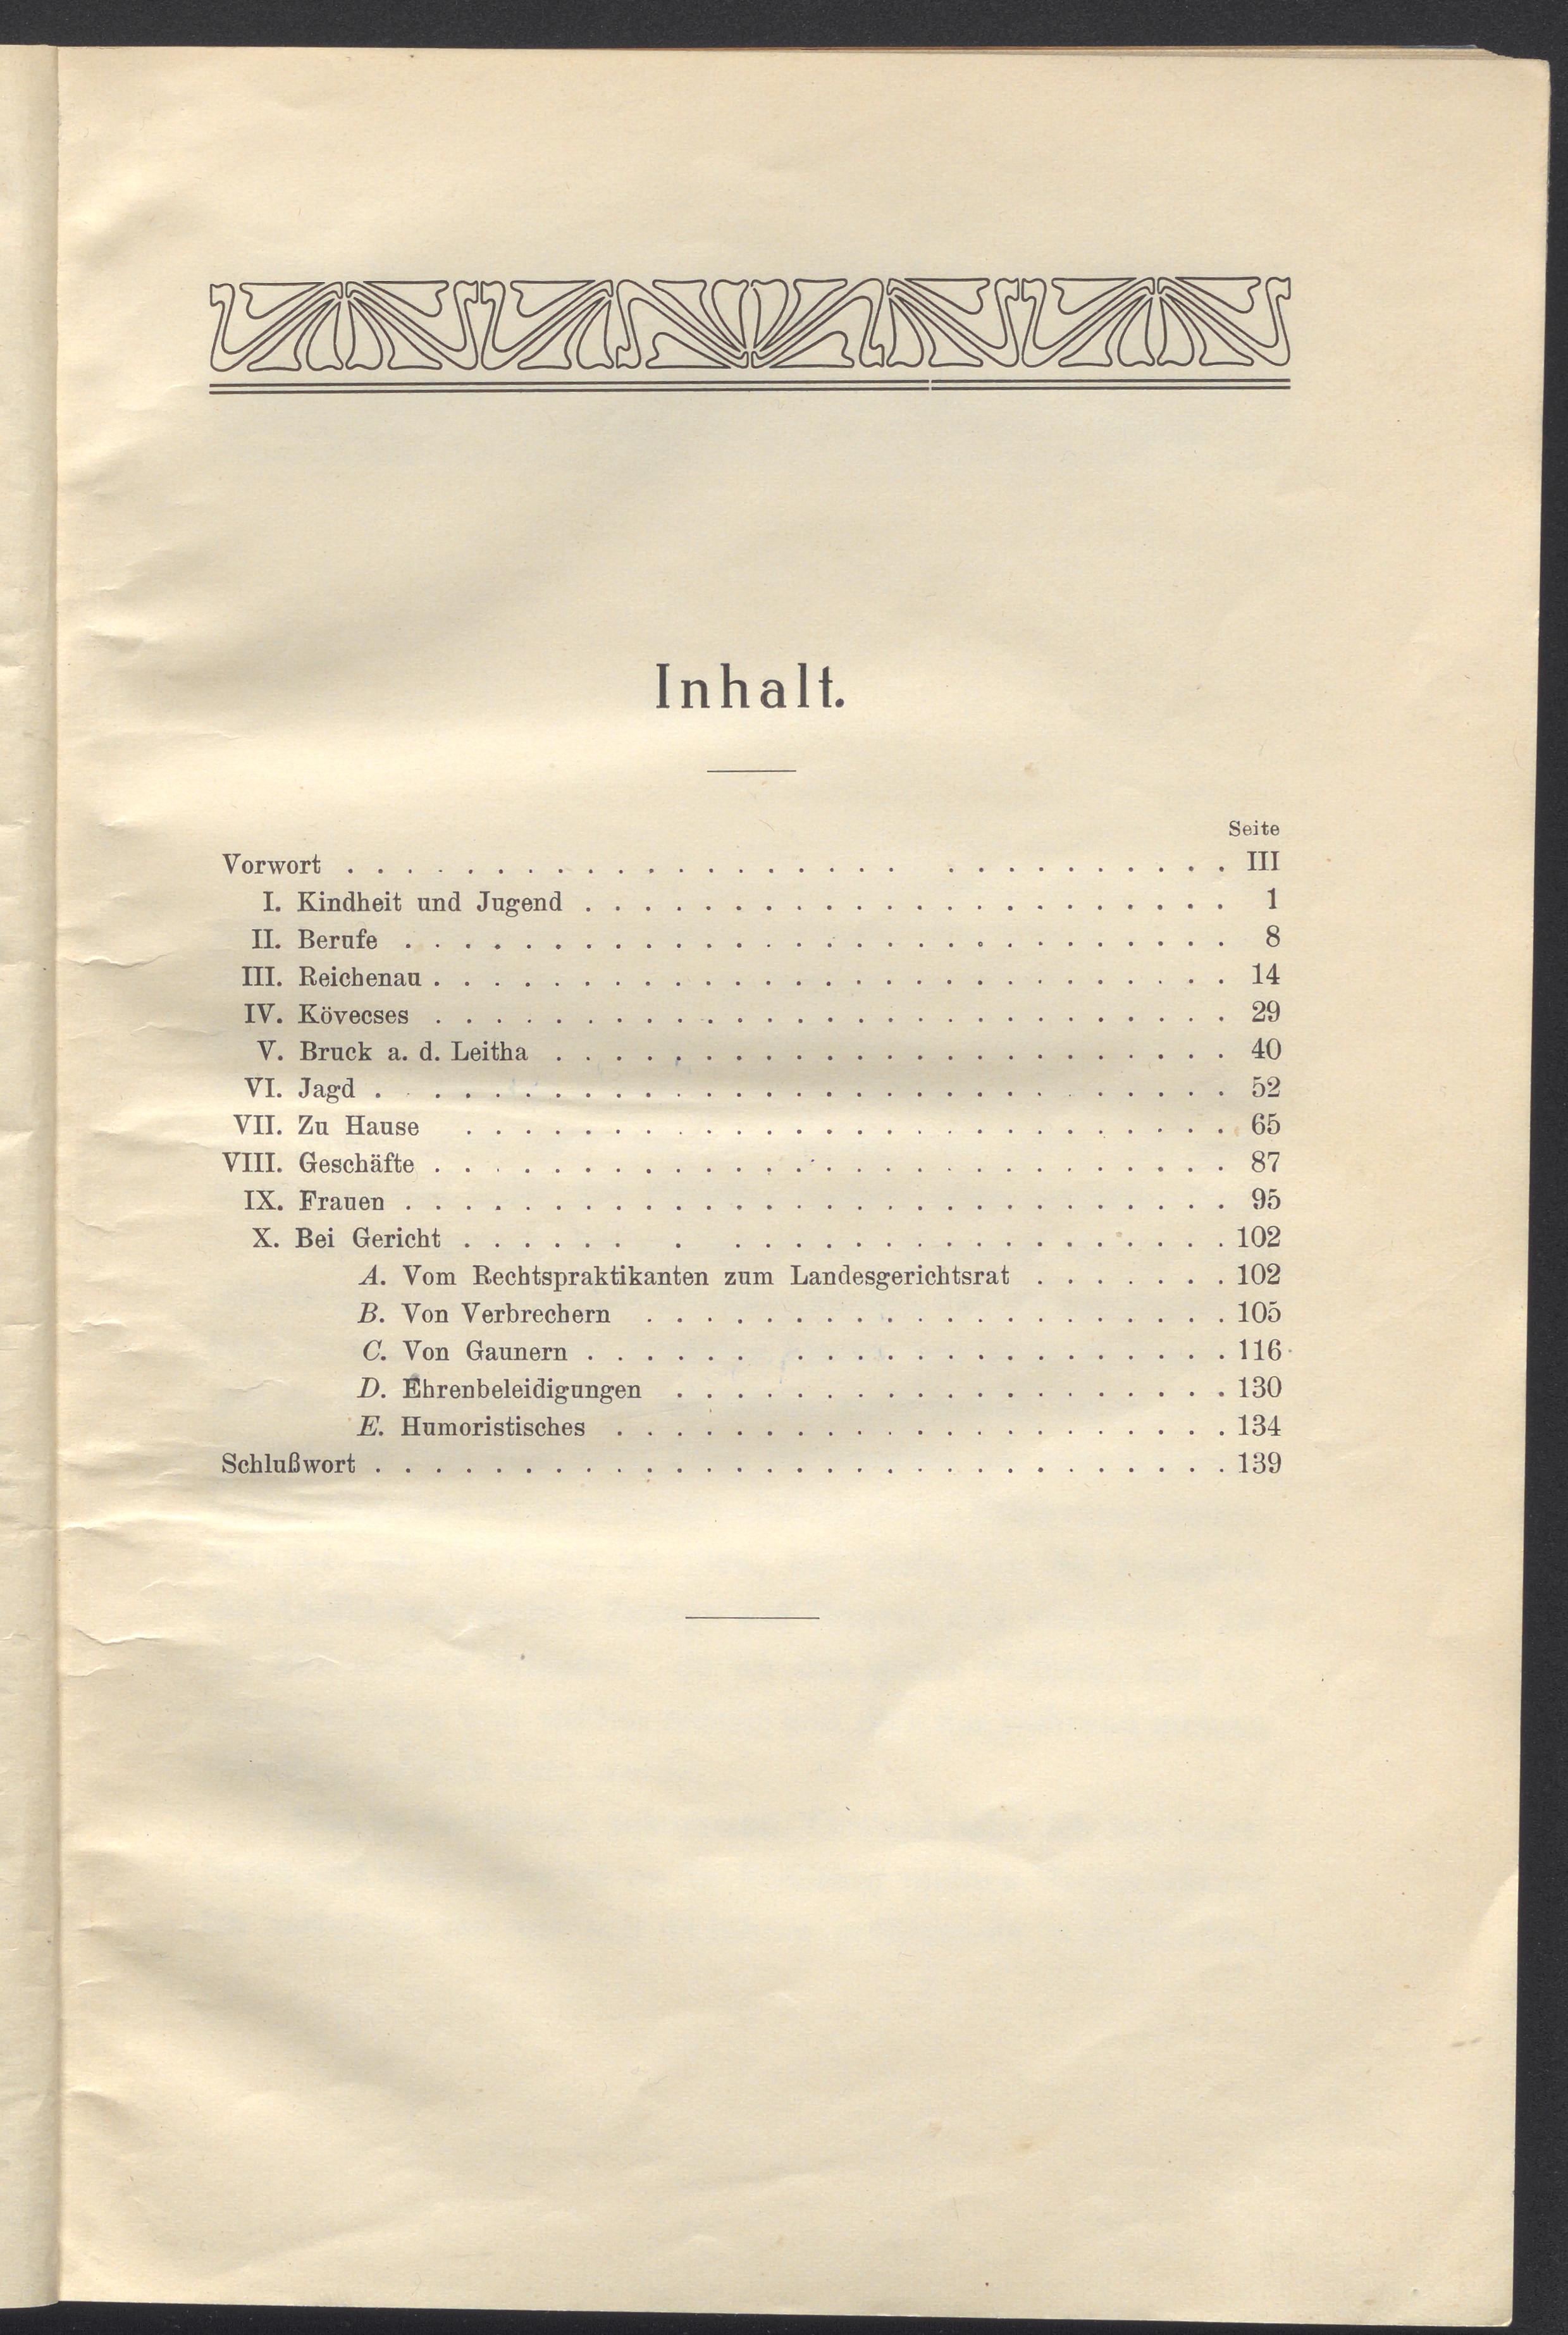 Inhalt.
Seite
Vorwort . . . . . . . . . . . . . . . . . . . . . . . . . . . . . III
I. Kindheit und Jugend . . . . . . . . . . . . . . . . . . . . . . 1
II. Berufe . . . . . . . . . . . . . . . . . . . . . . . . . . . . 8
III. Reichenau . . . . . . . . . . . . . . . . . . . . . . . . . . . 14
IV. Kövecses . . . . . . . . . . . . . . . . . . . . . . . . . . . 29
V. Bruck a. d. Leitha . . . . . . . . . . . . . . . . . . . . . . . 40
VI. Jagd . . . . . . . . . . . . . . . . . . . . . . . . . . . . . 52
VII. Zu Hause . . . . . . . . . . . . . . . . . . . . . . . . . . 65
VIII. Geschäfte . . . . . . . . . . . . . . . . . . . . . . . . . . . 87
IX. Frauen . . . . . . . . . . . . . . . . . . . . . . . . . . . . 95
X. Bei Gericht . . . . . . . . . . . . . . . . . . . . . . . . . 102
A. Vom Rechtspraktikanten zum Landesgerichtsrat . . . . . . . 102
B. Von Verbrechern . . . . . . . . . . . . . . . . . . . . 105
C. Von Gaunern . . . . . . . . . . . . . . . . . . . . . 116
D. Ehrenbeleidigungen . . . . . . . . . . . . . . . . . . . 130
E. Humoristisches . . . . . . . . . . . . . . . . . . . . . 134
Schlußwort . . . . . . . . . . . . . . . . . . . . . . . . . . . . . 139